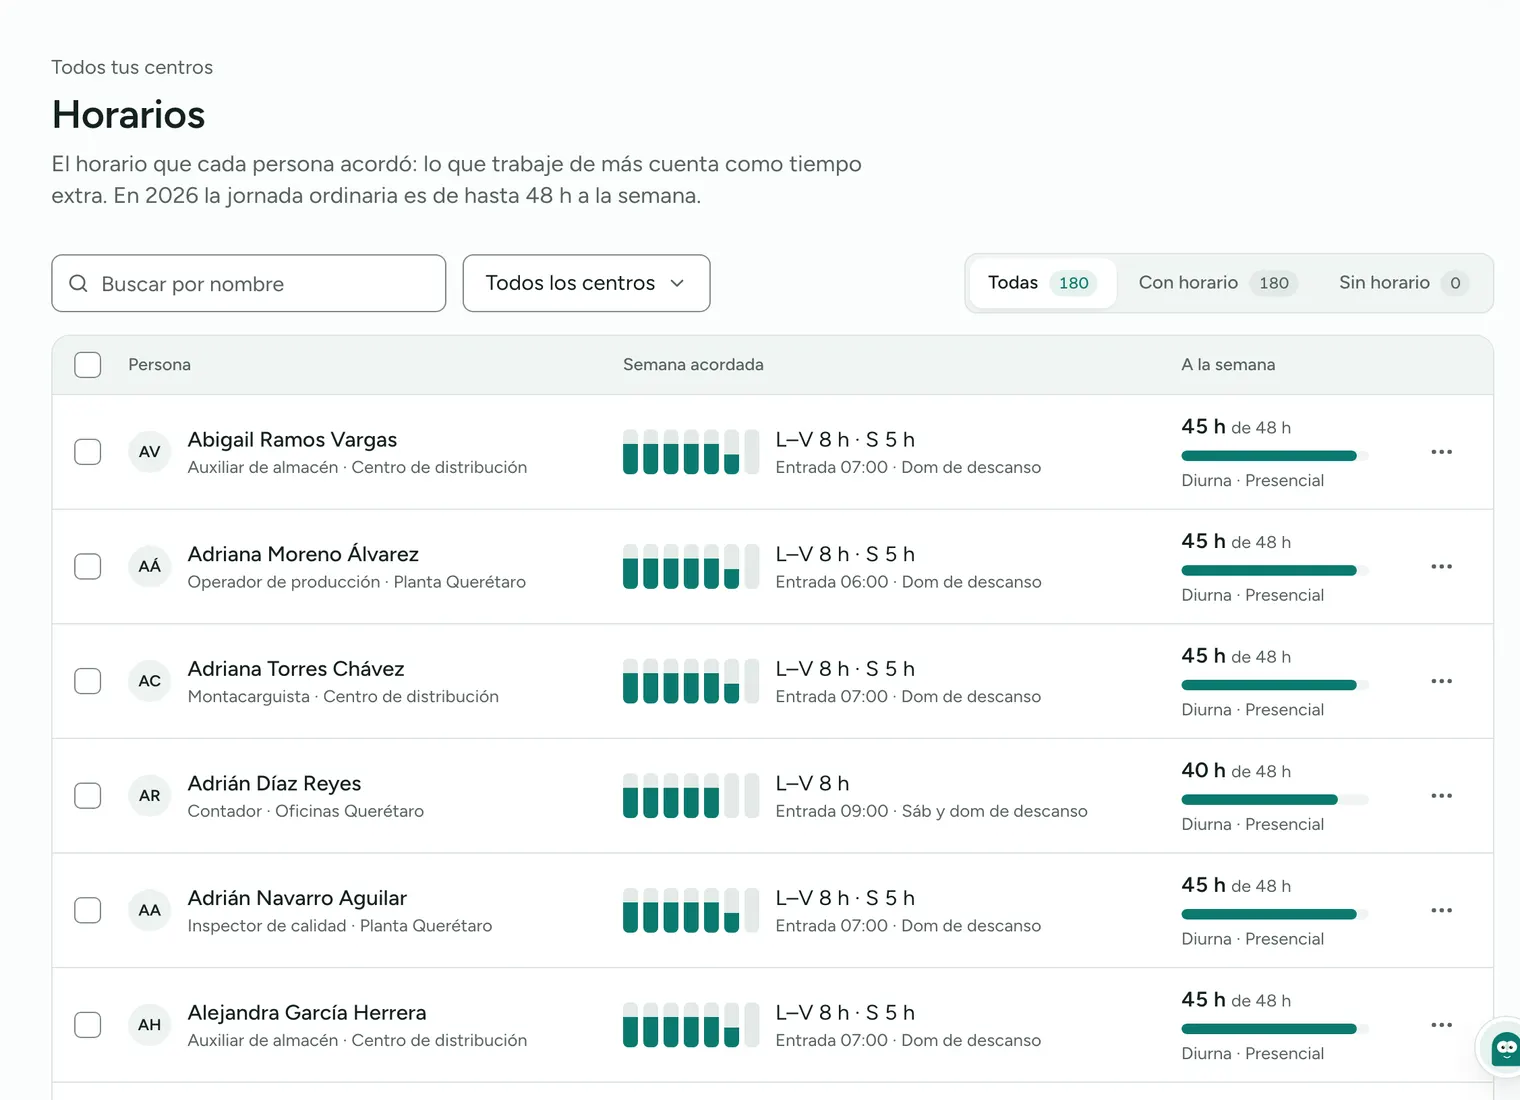 Todos tus centros
Horarios
El horario que cada persona acordó: lo que trabaje de más cuenta como tiempo
extra. En 2026 la jornada ordinaria es de hasta 48 h a la semana.
Buscar por nombre
Todos los centros
Todas 180
Con horario 180
Sin horario 0
Persona
Semana acordada
A la semana
AV
Abigail Ramos Vargas
Auxiliar de almacén · Centro de distribución
L–V 8 h · S 5 h
Entrada 07:00 · Dom de descanso
45 h de 48 h
Diurna · Presencial
AÁ
Adriana Moreno Álvarez
Operador de producción · Planta Querétaro
L–V 8 h · S 5 h
Entrada 06:00 · Dom de descanso
45 h de 48 h
Diurna · Presencial
AC
Adriana Torres Chávez
Montacarguista · Centro de distribución
L–V 8 h · S 5 h
Entrada 07:00 · Dom de descanso
45 h de 48 h
Diurna · Presencial
AR
Adrián Díaz Reyes
Contador · Oficinas Querétaro
L–V 8 h
Entrada 09:00 · Sáb y dom de descanso
40 h de 48 h
Diurna · Presencial
AA
Adrián Navarro Aguilar
Inspector de calidad · Planta Querétaro
L–V 8 h · S 5 h
Entrada 07:00 · Dom de descanso
45 h de 48 h
Diurna · Presencial
AH
Alejandra García Herrera
Auxiliar de almacén · Centro de distribución
L–V 8 h · S 5 h
Entrada 07:00 · Dom de descanso
45 h de 48 h
Diurna · Presencial